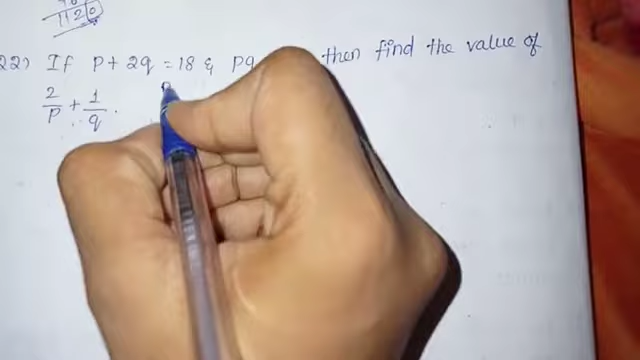 1120
22) If p + 2q = 18 & pq then find the value of
2/p + 1/q .